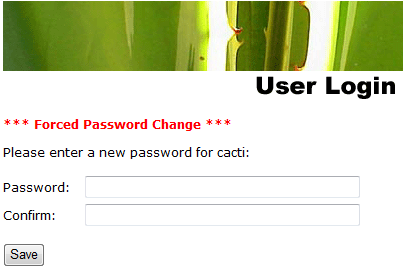 User Login
*** Forced Password Change ***
Please enter a new password for cacti:
Password:
Confirm:
Save